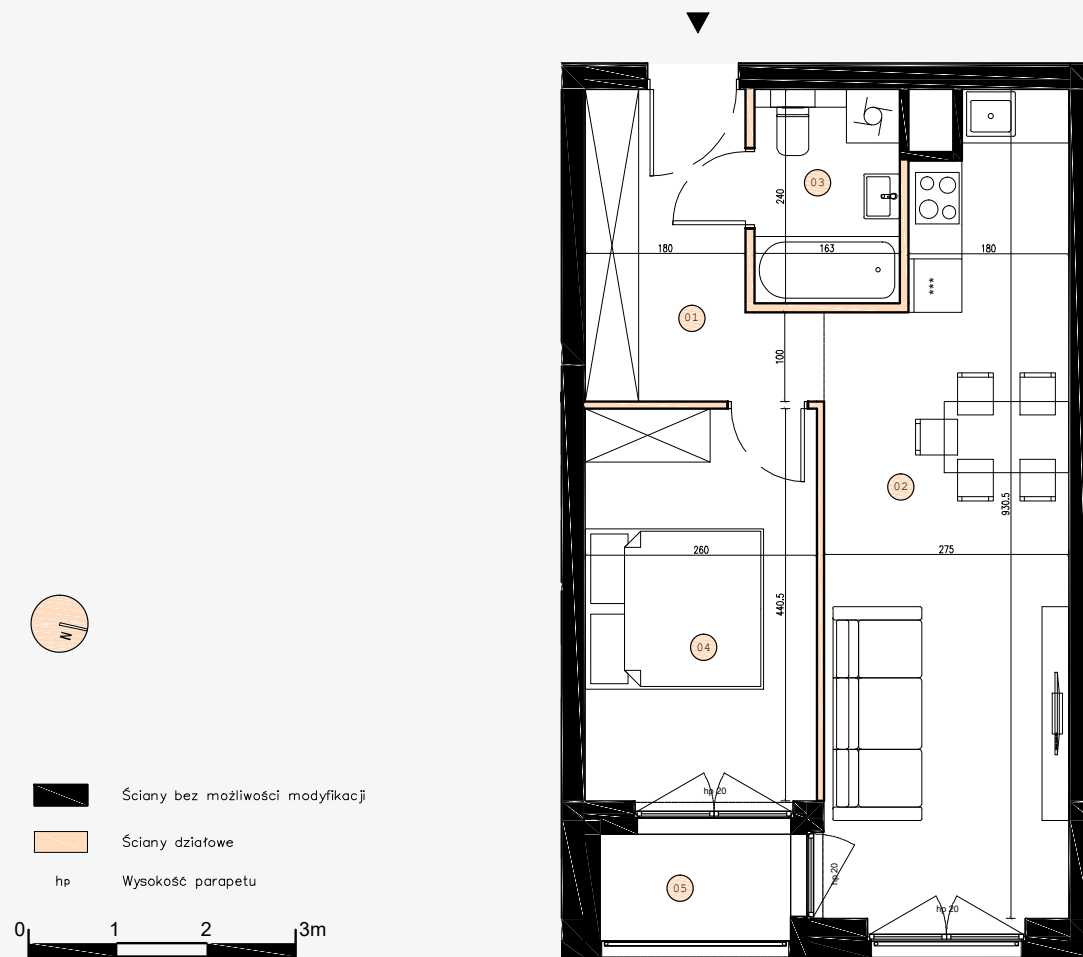 03
240
180
163
180
***
01
100
02
930.5
260
275
440.5
04
N
hp 20
Ściany bez możliwości modyfikacji
Ściany działowe
hp 20
hp Wysokość parapetu
05
hp 20
0 1 2 3m